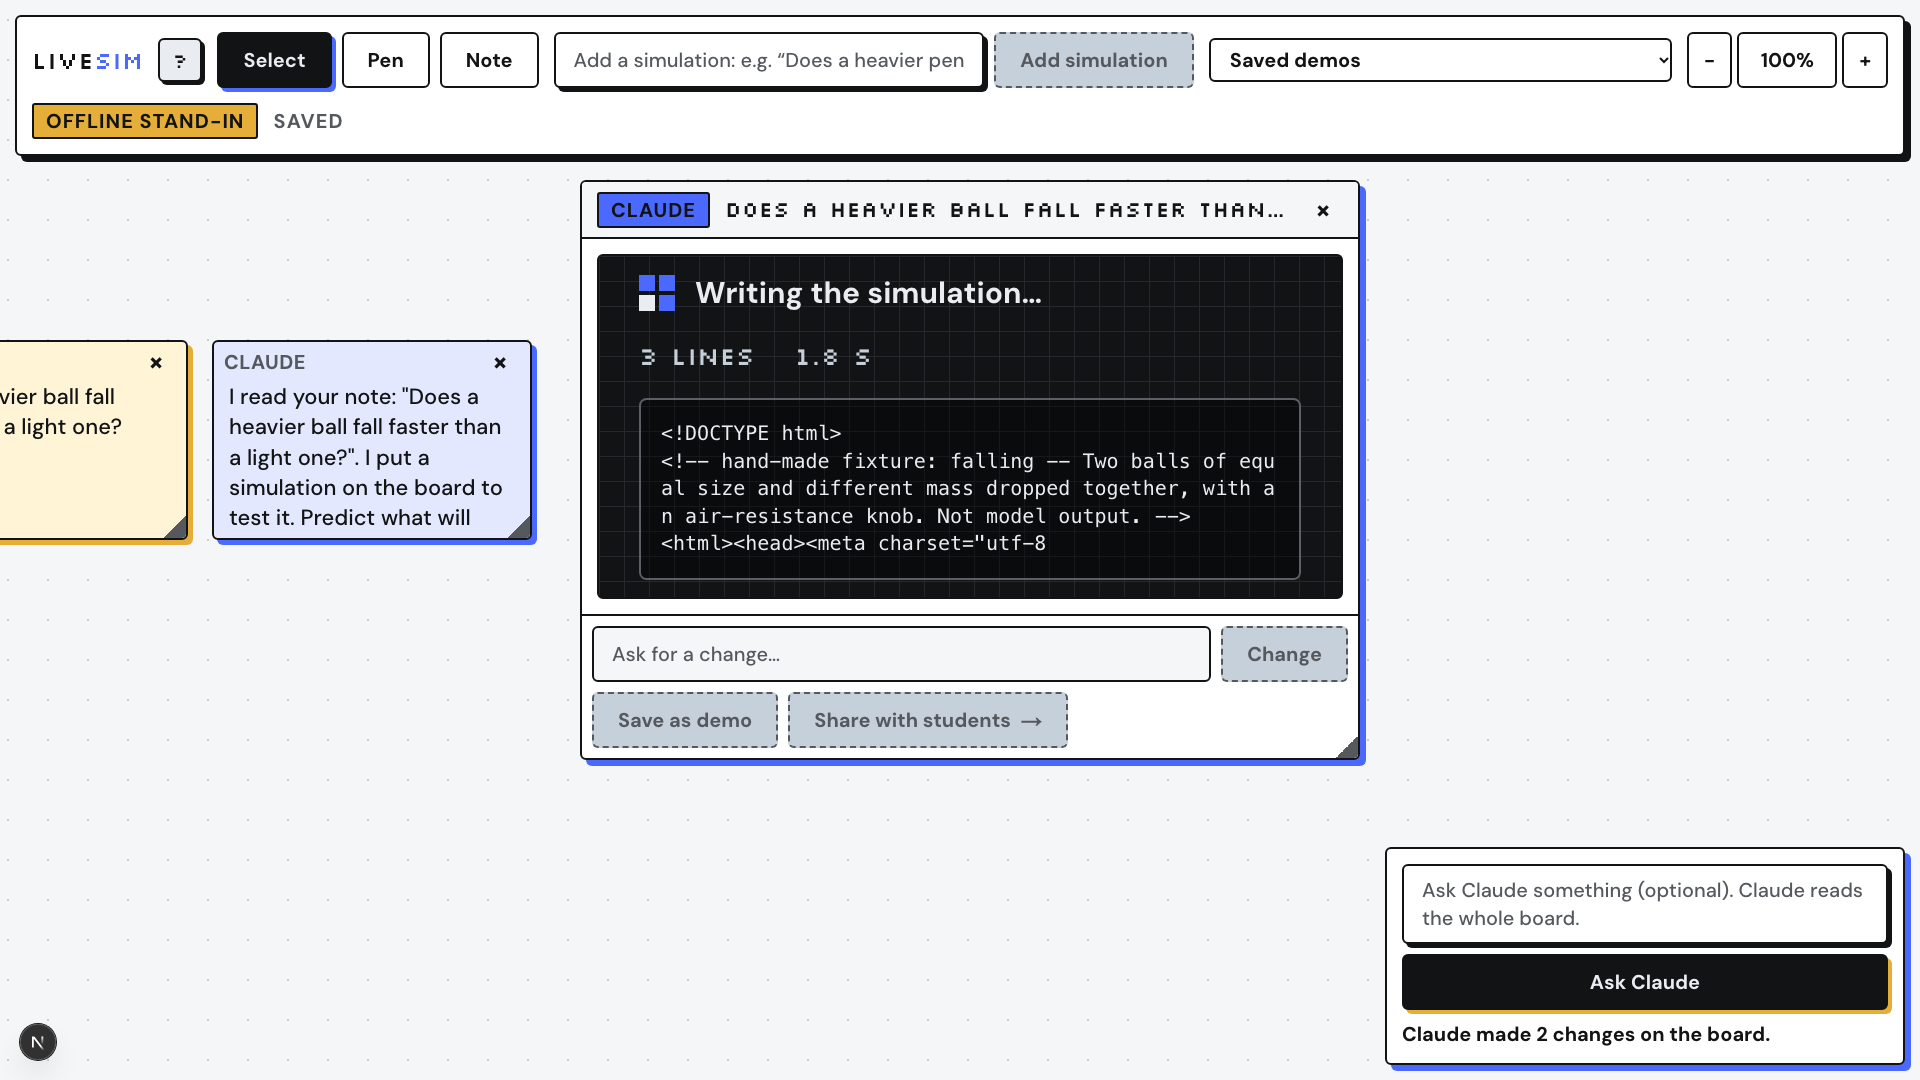 LIVESIM ? Select Pen Note Add a simulation: e.g. “Does a heavier pen Add simulation Saved demos - 100% +
OFFLINE STAND-IN SAVED
CLAUDE DOES A HEAVIER BALL FALL FASTER THAN... ×
Writing the simulation...
3 LINES 1.8 S
<!DOCTYPE html>
<!-- hand-made fixture: falling -- Two balls of equ
al size and different mass dropped together, with a
n air-resistance knob. Not model output. -->
<html><head><meta charset="utf-8
Ask for a change... Change
Save as demo Share with students →
×
vier ball fall
a light one?
CLAUDE ×
I read your note: "Does a
heavier ball fall faster than
a light one?". I put a
simulation on the board to
test it. Predict what will
Ask Claude something (optional). Claude reads
the whole board.
Ask Claude
Claude made 2 changes on the board.
N